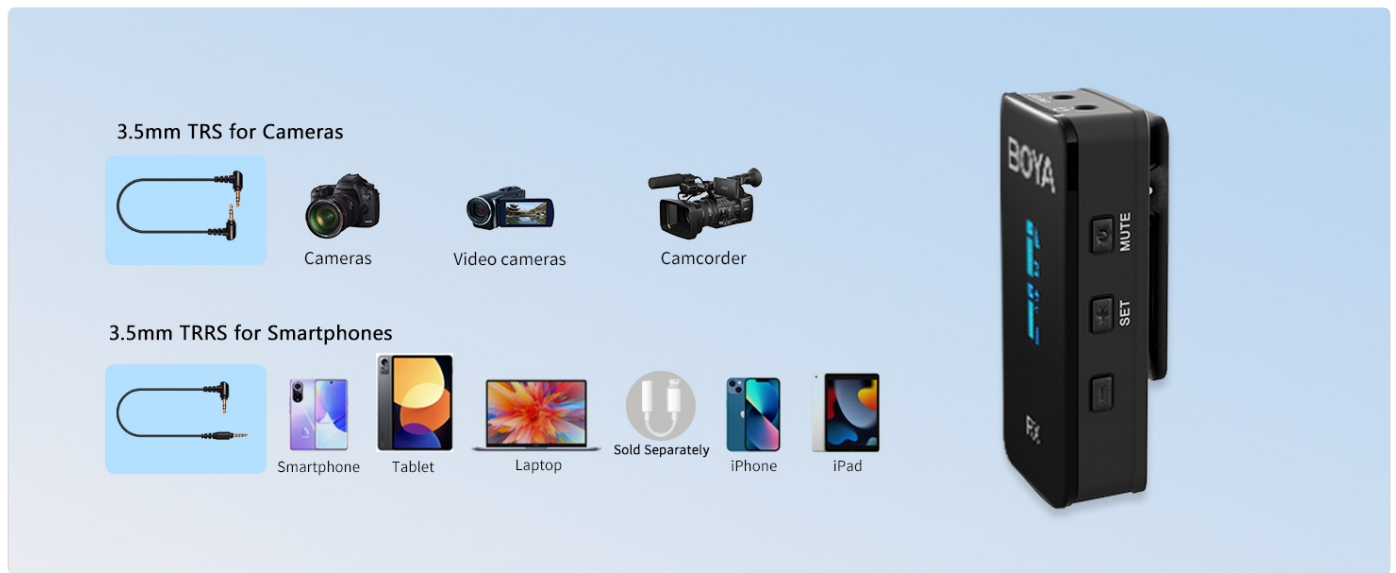 3.5mm TRS for Cameras
Cameras
Video cameras
Camcorder
3.5mm TRRS for Smartphones
Smartphone
Tablet
Laptop
Sold Separately
iPhone
iPad
BOYA
MUTE
SET
RX